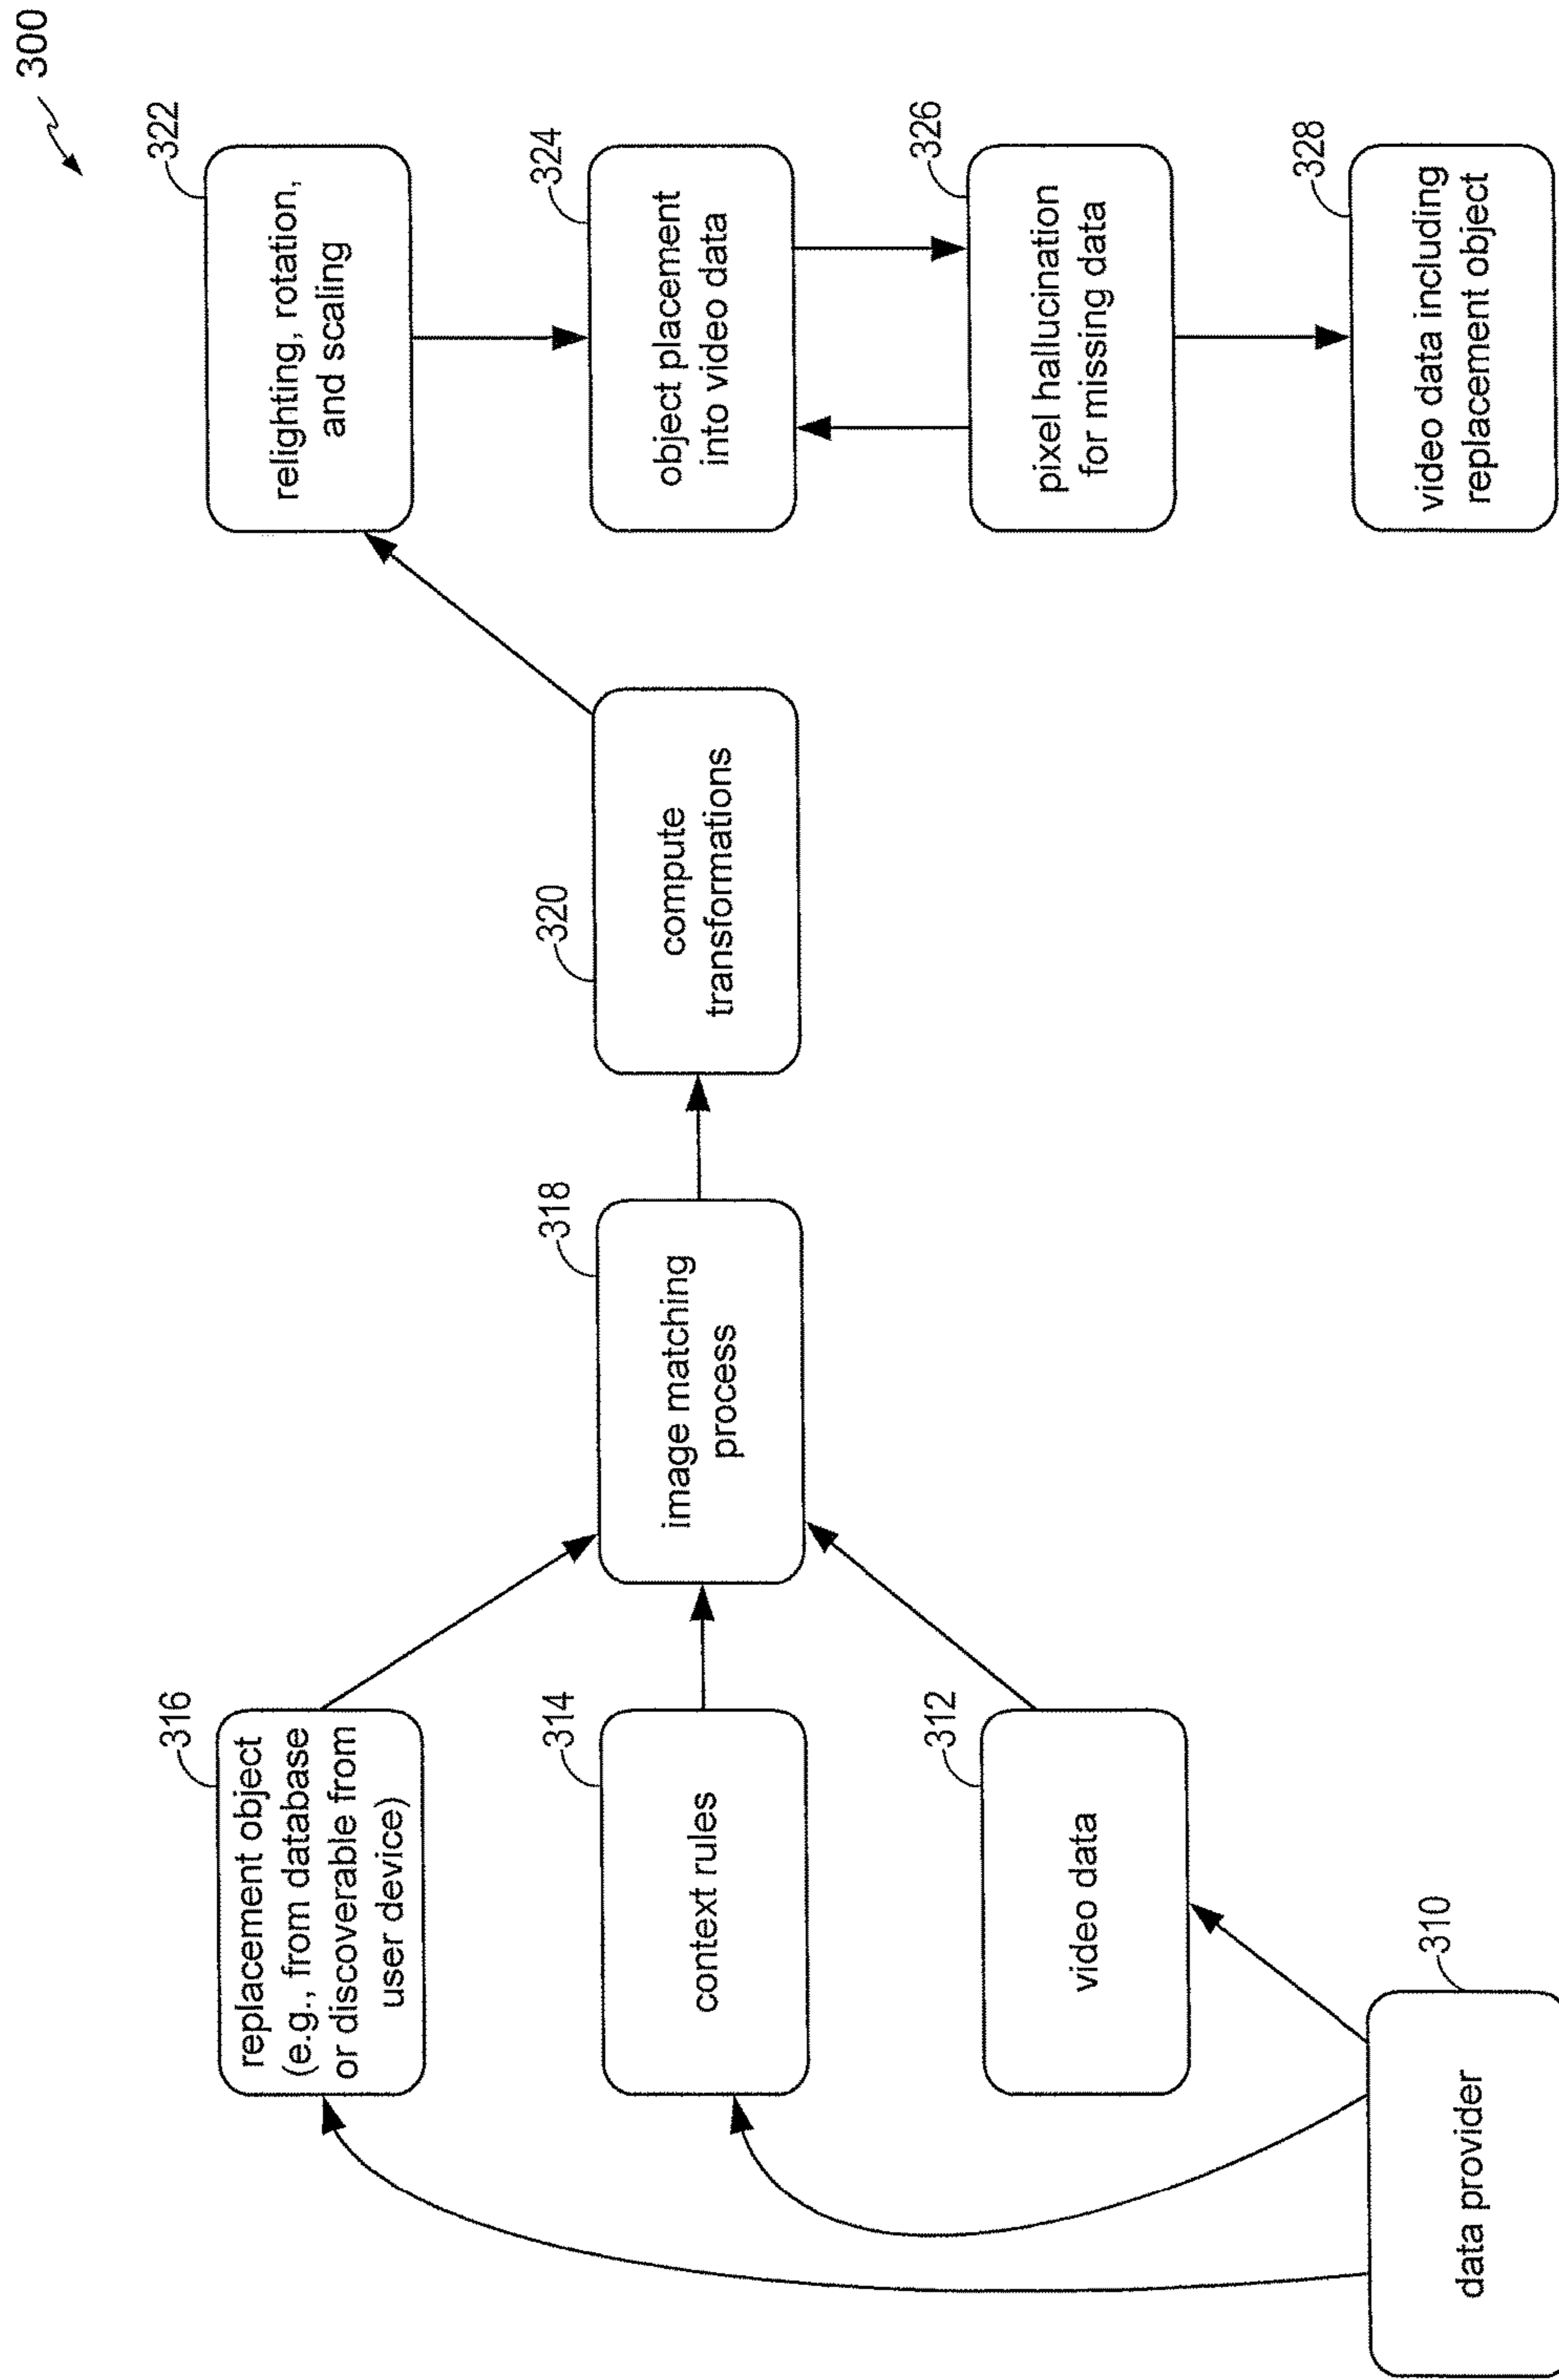 300
316
replacement object
(e.g., from database
or discoverable from
user device)
314
context rules
312
video data
310
data provider
318
image matching
process
320
compute
transformations
322
relighting, rotation,
and scaling
324
object placement
into video data
326
pixel hallucination
for missing data
328
video data including
replacement object